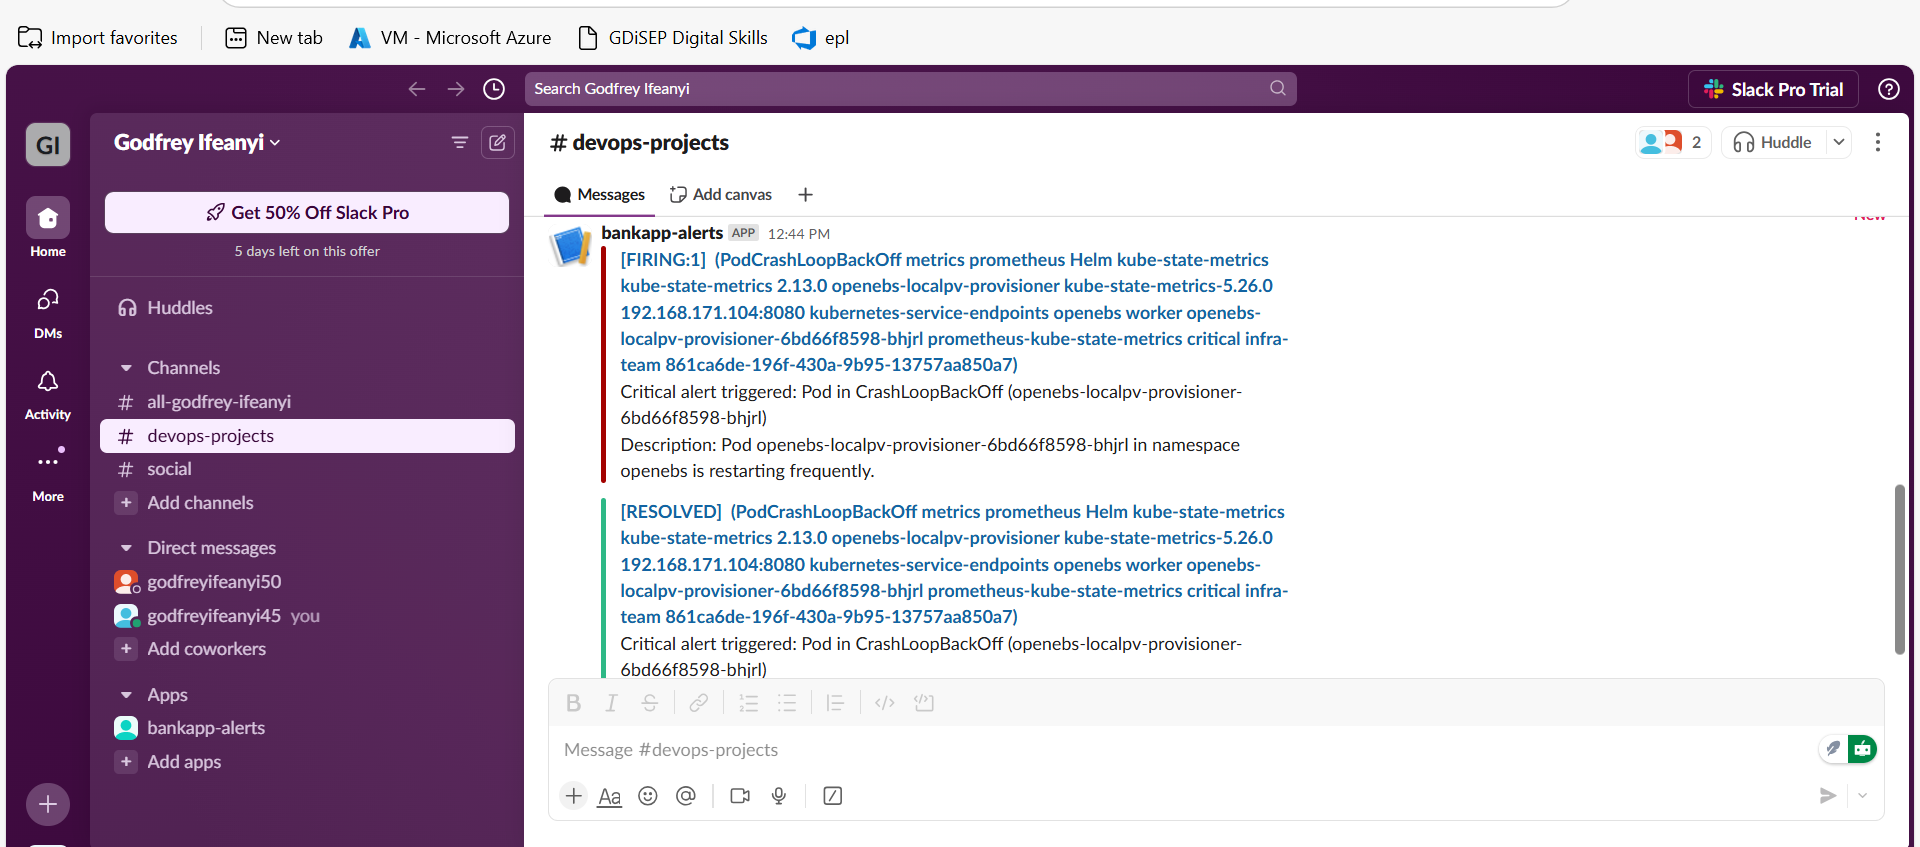 Import favorites
New tab
VM - Microsoft Azure
GDiSEP Digital Skills
epl
Search Godfrey Ifeanyi
Slack Pro Trial
GI
Home
DMs
Activity
More
Godfrey Ifeanyi
Get 50% Off Slack Pro
5 days left on this offer
Huddles
Channels
# all-godfrey-ifeanyi
# devops-projects
# social
+ Add channels
Direct messages
godfreyifeanyi50
godfreyifeanyi45 you
+ Add coworkers
Apps
bankapp-alerts
+ Add apps
# devops-projects
2
Huddle
Messages
Add canvas
+
New
bankapp-alerts APP 12:44 PM
[FIRING:1] (PodCrashLoopBackOff metrics prometheus Helm kube-state-metrics
kube-state-metrics 2.13.0 openebs-localpv-provisioner kube-state-metrics-5.26.0
192.168.171.104:8080 kubernetes-service-endpoints openebs worker openebs-
localpv-provisioner-6bd66f8598-bhjrl prometheus-kube-state-metrics critical infra-
team 861ca6de-196f-430a-9b95-13757aa850a7)
Critical alert triggered: Pod in CrashLoopBackOff (openebs-localpv-provisioner-
6bd66f8598-bhjrl)
Description: Pod openebs-localpv-provisioner-6bd66f8598-bhjrl in namespace
openebs is restarting frequently.
[RESOLVED] (PodCrashLoopBackOff metrics prometheus Helm kube-state-metrics
kube-state-metrics 2.13.0 openebs-localpv-provisioner kube-state-metrics-5.26.0
192.168.171.104:8080 kubernetes-service-endpoints openebs worker openebs-
localpv-provisioner-6bd66f8598-bhjrl prometheus-kube-state-metrics critical infra-
team 861ca6de-196f-430a-9b95-13757aa850a7)
Critical alert triggered: Pod in CrashLoopBackOff (openebs-localpv-provisioner-
6bd66f8598-bhjrl)
B I S
Message #devops-projects
+ Aa @